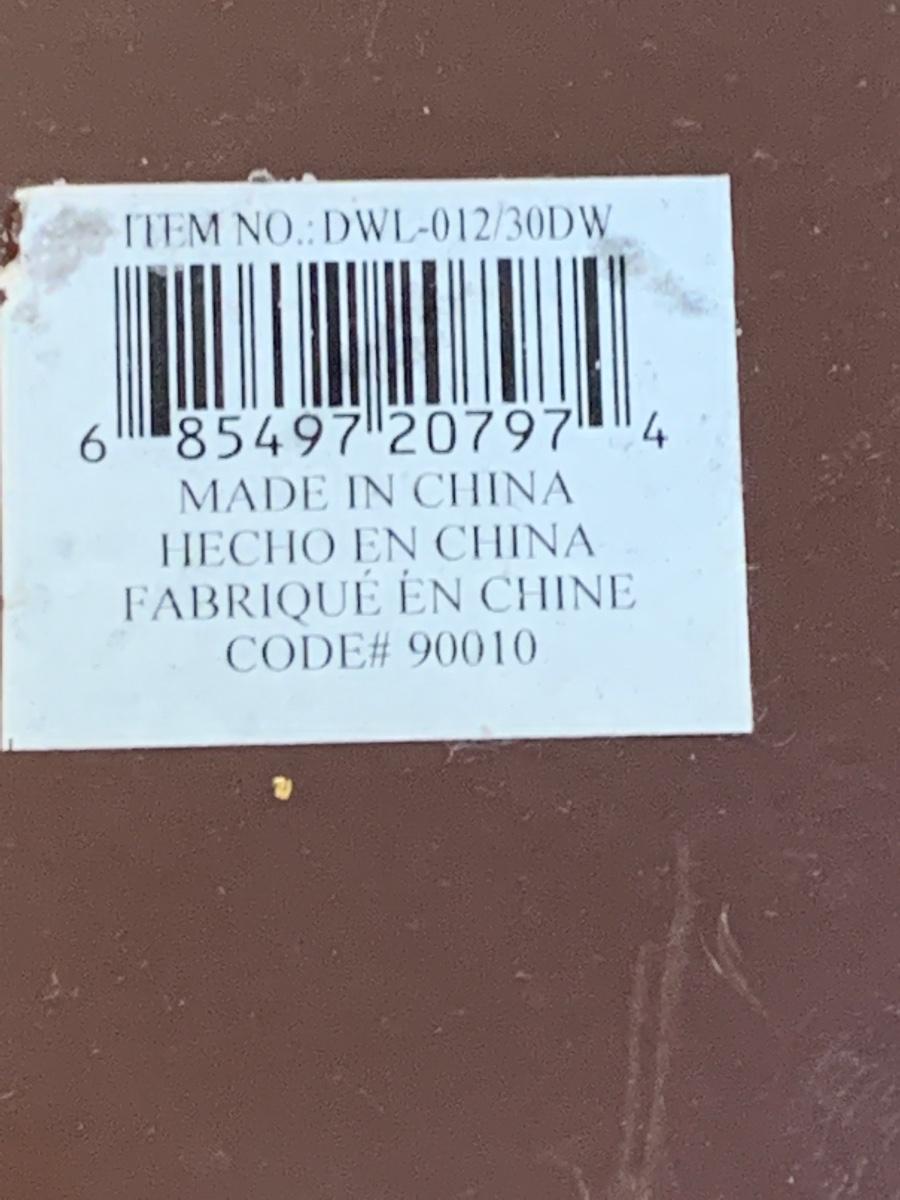 ITEM NO.: DWL-012/30DW
6 85497 20797 4
MADE IN CHINA
HECHO EN CHINA
FABRIQUÉ ÉN CHINE
CODE# 90010